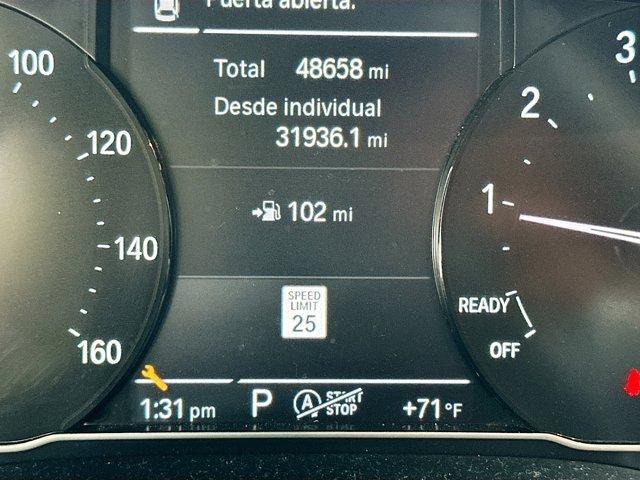 Puerta abierta.
Total 48658 mi
Desde individual
31936.1 mi
102 mi
SPEED
LIMIT
25
100
120
140
160
3
2
1
READY
OFF
1:31 pm
P
A
START
STOP
+71°F